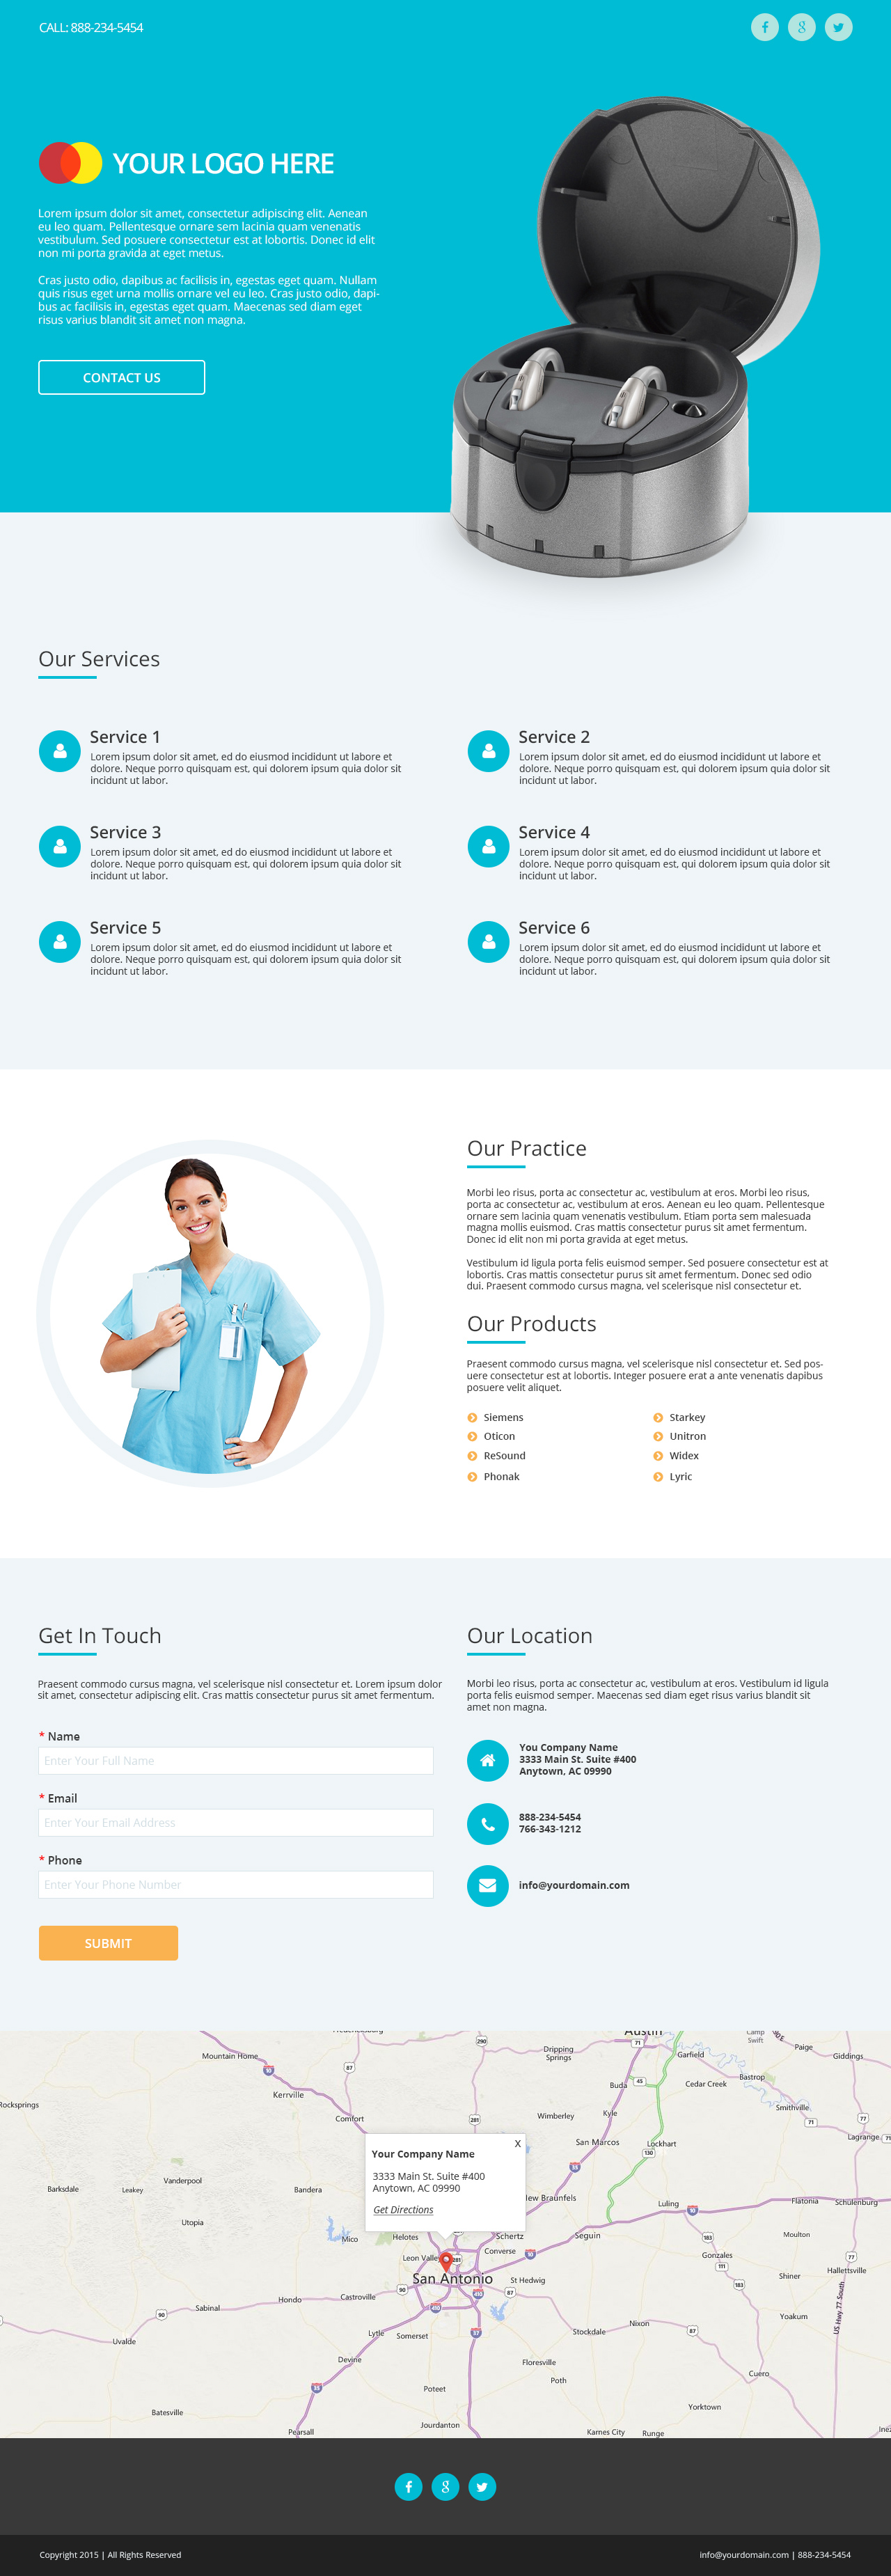 CALL: 888-234-5454
YOUR LOGO HERE
Lorem ipsum dolor sit amet, consectetur adipiscing elit. Aenean
eu leo quam. Pellentesque ornare sem lacinia quam venenatis
vestibulum. Sed posuere consectetur est at lobortis. Donec id elit
non mi porta gravida at eget metus.
Cras justo odio, dapibus ac facilisis in, egestas eget quam. Nullam
quis risus eget urna mollis ornare vel eu leo. Cras justo odio, dapi-
bus ac facilisis in, egestas eget quam. Maecenas sed diam eget
risus varius blandit sit amet non magna.
CONTACT US
Our Services
Service 1
Lorem ipsum dolor sit amet, ed do eiusmod incididunt ut labore et
dolore. Neque porro quisquam est, qui dolorem ipsum quia dolor sit
incidunt ut labor.
Service 2
Lorem ipsum dolor sit amet, ed do eiusmod incididunt ut labore et
dolore. Neque porro quisquam est, qui dolorem ipsum quia dolor sit
incidunt ut labor.
Service 3
Lorem ipsum dolor sit amet, ed do eiusmod incididunt ut labore et
dolore. Neque porro quisquam est, qui dolorem ipsum quia dolor sit
incidunt ut labor.
Service 4
Lorem ipsum dolor sit amet, ed do eiusmod incididunt ut labore et
dolore. Neque porro quisquam est, qui dolorem ipsum quia dolor sit
incidunt ut labor.
Service 5
Lorem ipsum dolor sit amet, ed do eiusmod incididunt ut labore et
dolore. Neque porro quisquam est, qui dolorem ipsum quia dolor sit
incidunt ut labor.
Service 6
Lorem ipsum dolor sit amet, ed do eiusmod incididunt ut labore et
dolore. Neque porro quisquam est, qui dolorem ipsum quia dolor sit
incidunt ut labor.
Our Practice
Morbi leo risus, porta ac consectetur ac, vestibulum at eros. Morbi leo risus,
porta ac consectetur ac, vestibulum at eros. Aenean eu leo quam. Pellentesque
ornare sem lacinia quam venenatis vestibulum. Etiam porta sem malesuada
magna mollis euismod. Cras mattis consectetur purus sit amet fermentum.
Donec id elit non mi porta gravida at eget metus.
Vestibulum id ligula porta felis euismod semper. Sed posuere consectetur est at
lobortis. Cras mattis consectetur purus sit amet fermentum. Donec sed odio
dui. Praesent commodo cursus magna, vel scelerisque nisl consectetur et.
Our Products
Praesent commodo cursus magna, vel scelerisque nisl consectetur et. Sed pos-
uere consectetur est at lobortis. Integer posuere erat a ante venenatis dapibus
posuere velit aliquet.
Siemens
Starkey
Oticon
Unitron
ReSound
Widex
Phonak
Lyric
Get In Touch
Praesent commodo cursus magna, vel scelerisque nisl consectetur et. Lorem ipsum dolor
sit amet, consectetur adipiscing elit. Cras mattis consectetur purus sit amet fermentum.
* Name
Enter Your Full Name
* Email
Enter Your Email Address
* Phone
Enter Your Phone Number
SUBMIT
Our Location
Morbi leo risus, porta ac consectetur ac, vestibulum at eros. Vestibulum id ligula
porta felis euismod semper. Maecenas sed diam eget risus varius blandit sit
amet non magna.
You Company Name
3333 Main St. Suite #400
Anytown, AC 09990
888-234-5454
766-343-1212
info@yourdomain.com
Austin
Camp
Swift
Mountain Home
Dripping
Springs
Garfield
Paige
Giddings
Kerrville
Buda
Cedar Creek
Bastrop
Rocksprings
Comfort
Wimberley
Kyle
Smithville
San Marcos
Lockhart
Lagrange
X
Your Company Name
3333 Main St. Suite #400
Anytown, AC 09990
Get Directions
Vanderpool
Barksdale
Leakey
Bandera
New Braunfels
Luling
Flatonia
Schulenburg
Utopia
Mico
Helotes
Schertz
Seguin
Moulton
Leon Valley
Converse
Gonzales
Hallettsville
San Antonio
St Hedwig
Shiner
Sabinal
Hondo
Castroville
Yoakum
US Hwy 77 South
Uvalde
Lytle
Somerset
Stockdale
Nixon
Devine
Floresville
Cuero
Poteet
Poth
Batesville
Yorktown
Pearsall
Jourdanton
Karnes City
Runge
Copyright 2015 | All Rights Reserved
info@yourdomain.com | 888-234-5454